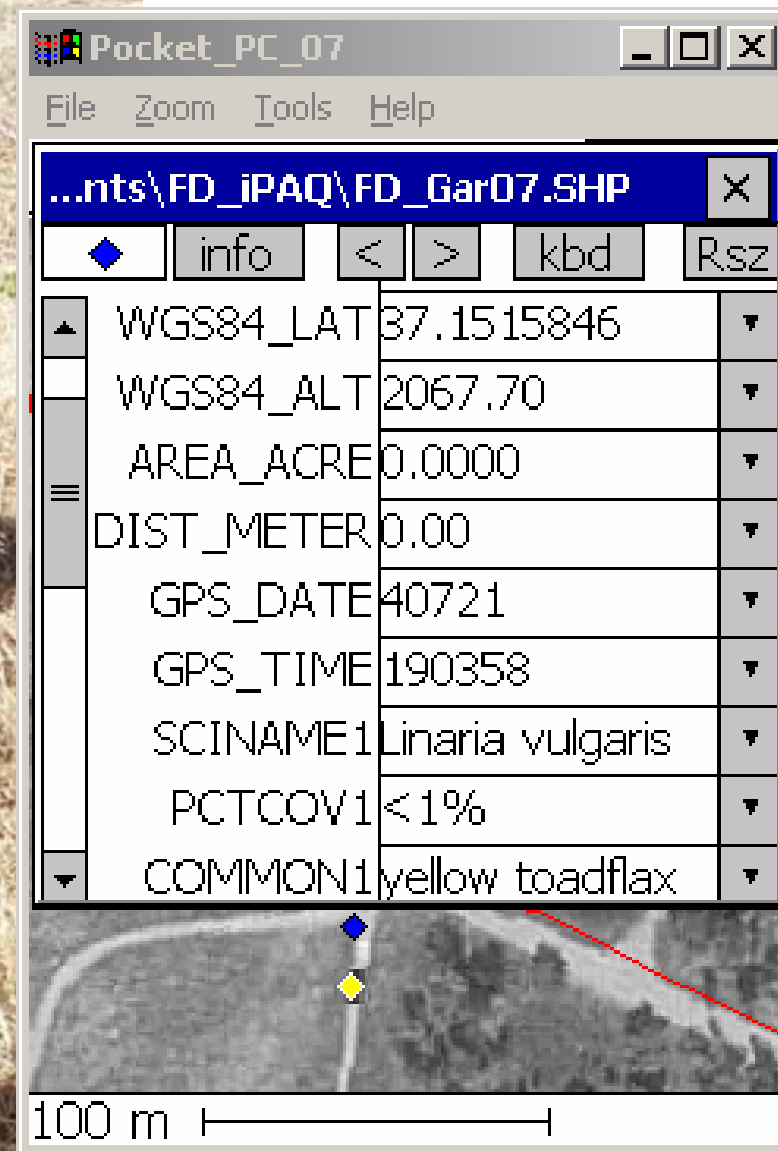 Pocket_PC_07
File Zoom Tools Help
...nts\FD_iPAQ\FD_Gar07.SHP
info < > kbd Rsz
WGS84_LAT 37.1515846
WGS84_ALT 2067.70
AREA_ACRE 0.0000
DIST_METER 0.00
GPS_DATE 40721
GPS_TIME 190358
SCINAME1 Linaria vulgaris
PCTCOV1 <1%
COMMON1 yellow toadflax
100 m